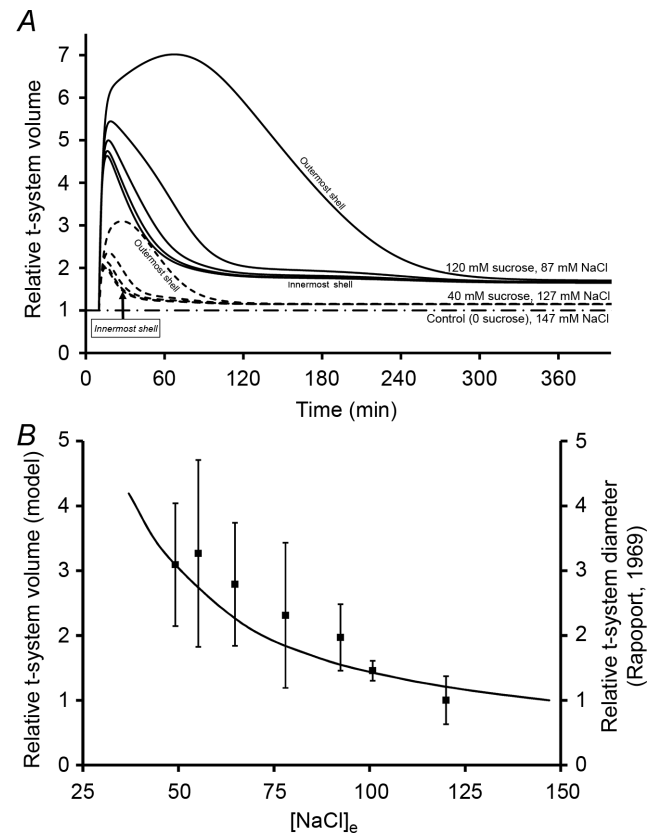 A
Relative t-system volume
7
6
5
4
3
2
1
0
Outermost shell
Outermost shell
Innermost shell
Innermost shell
120 mM sucrose, 87 mM NaCl
40 mM sucrose, 127 mM NaCl
Control (0 sucrose), 147 mM NaCl
0 60 120 180 240 300 360
Time (min)
B
Relative t-system volume (model)
5
4
3
2
1
0
5
4
3
2
1
0
Relative t-system diameter
(Rapoport, 1969)
25 50 75 100 125 150
[NaCl]e